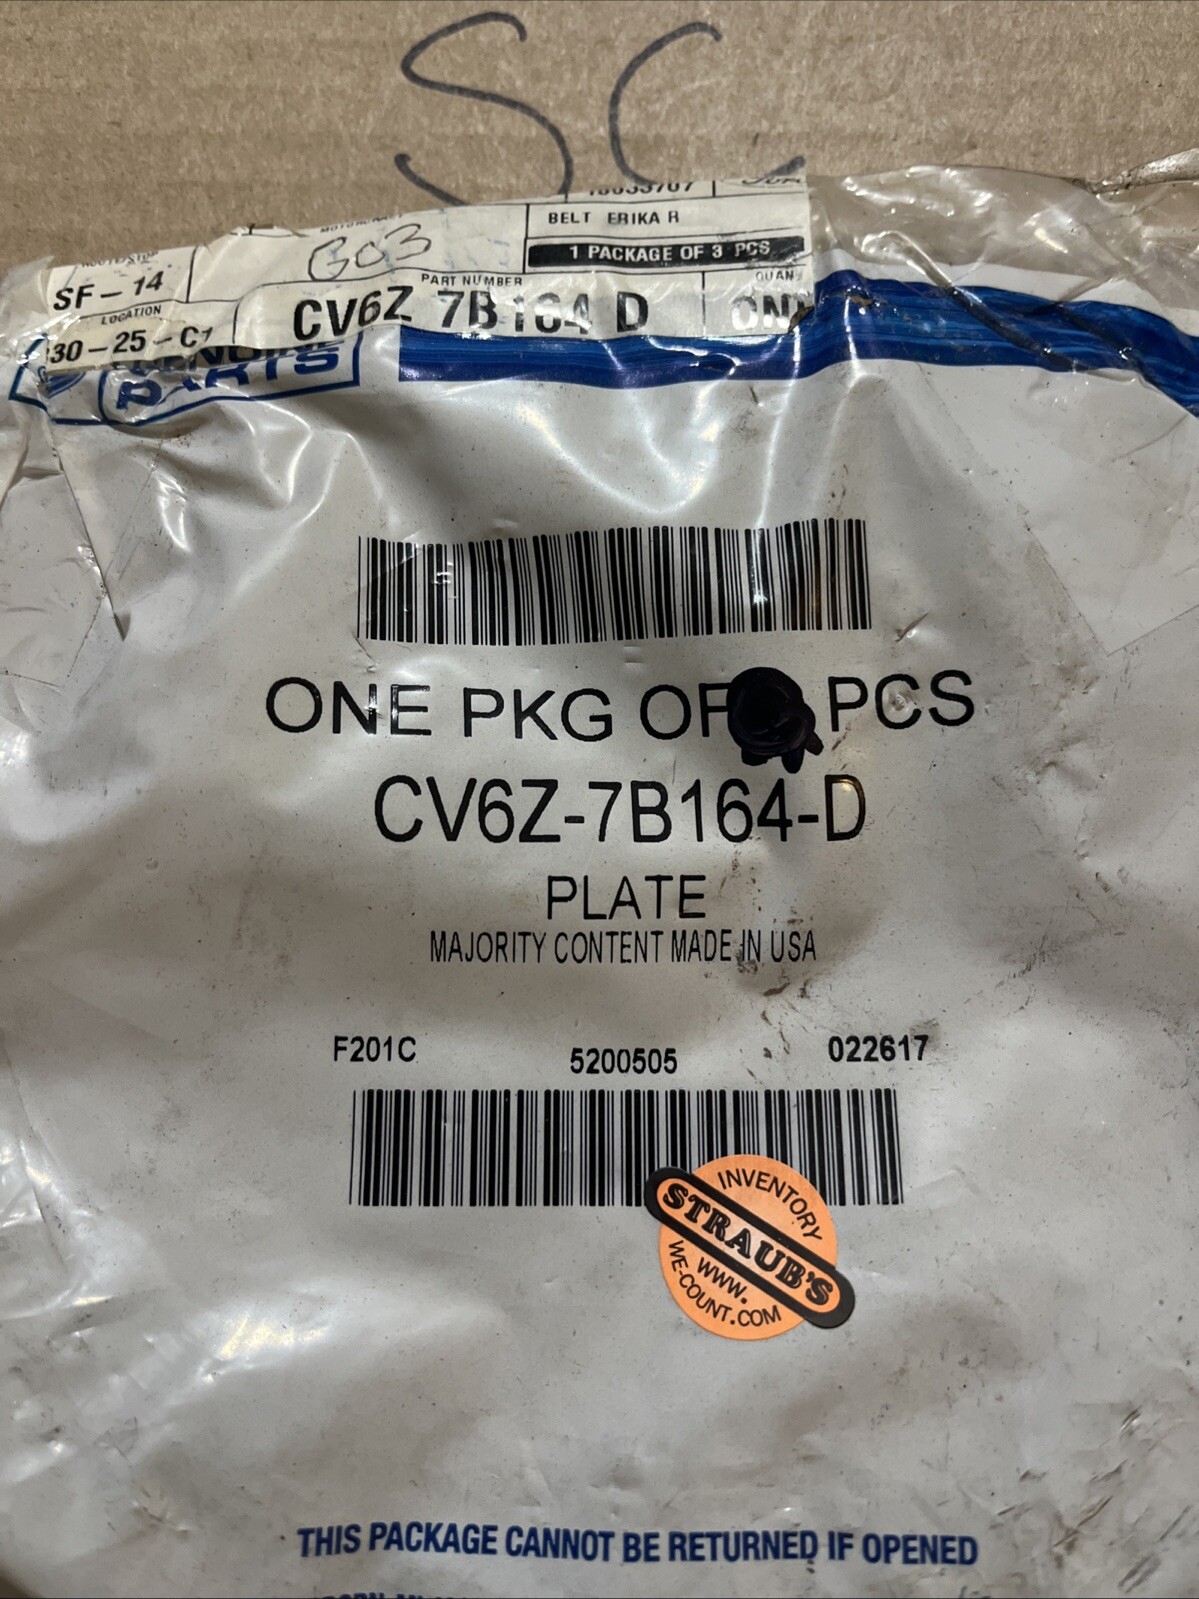 SC
BELT ERIKA R
1 PACKAGE OF 3 PCS
G03
SF-14
LOCATION
30-25-C1
PART NUMBER
CV6Z 7B164 D
QUAN
PARTS
ONE PKG OF PCS
CV6Z-7B164-D
PLATE
MAJORITY CONTENT MADE IN USA
F201C 5200505 022617
INVENTORY
STRAUB'S
WWW.
WE-COUNT.COM
THIS PACKAGE CANNOT BE RETURNED IF OPENED